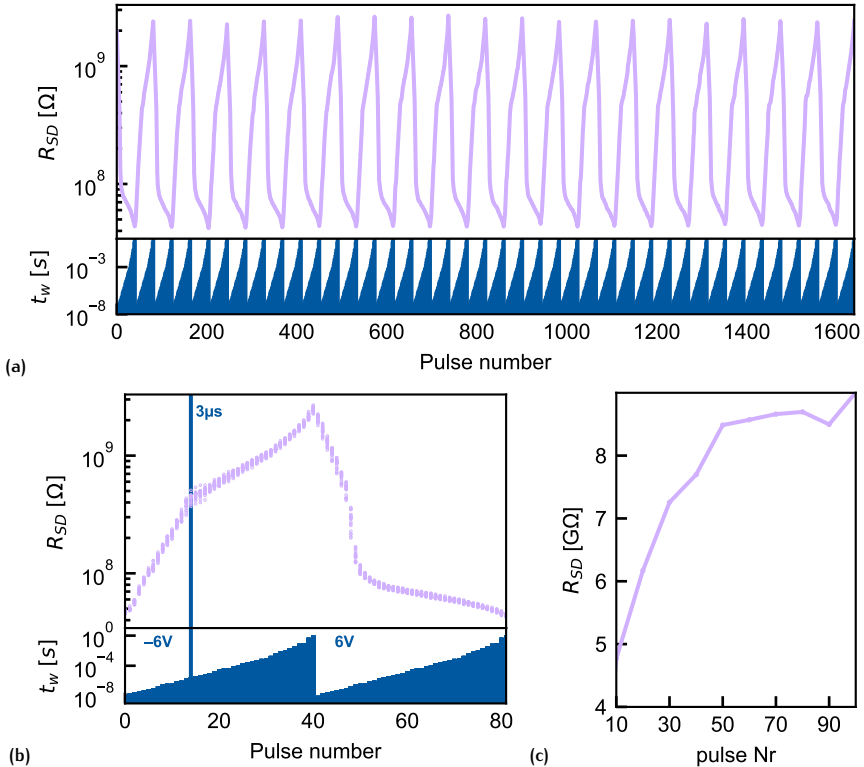 R_SD [Ω]
10⁹
10⁸
t_w [s]
10⁻³
10⁻⁸
0 200 400 600 800 1000 1200 1400 1600
Pulse number
(a)
3µs
R_SD [Ω]
10⁹
10⁸
0
–6V 6V
t_w [s]
10⁰
10⁻⁴
10⁻⁸
0 20 40 60 80
Pulse number
(b)
R_SD [GΩ]
8
7
6
5
4
10 30 50 70 90
pulse Nr
(c)